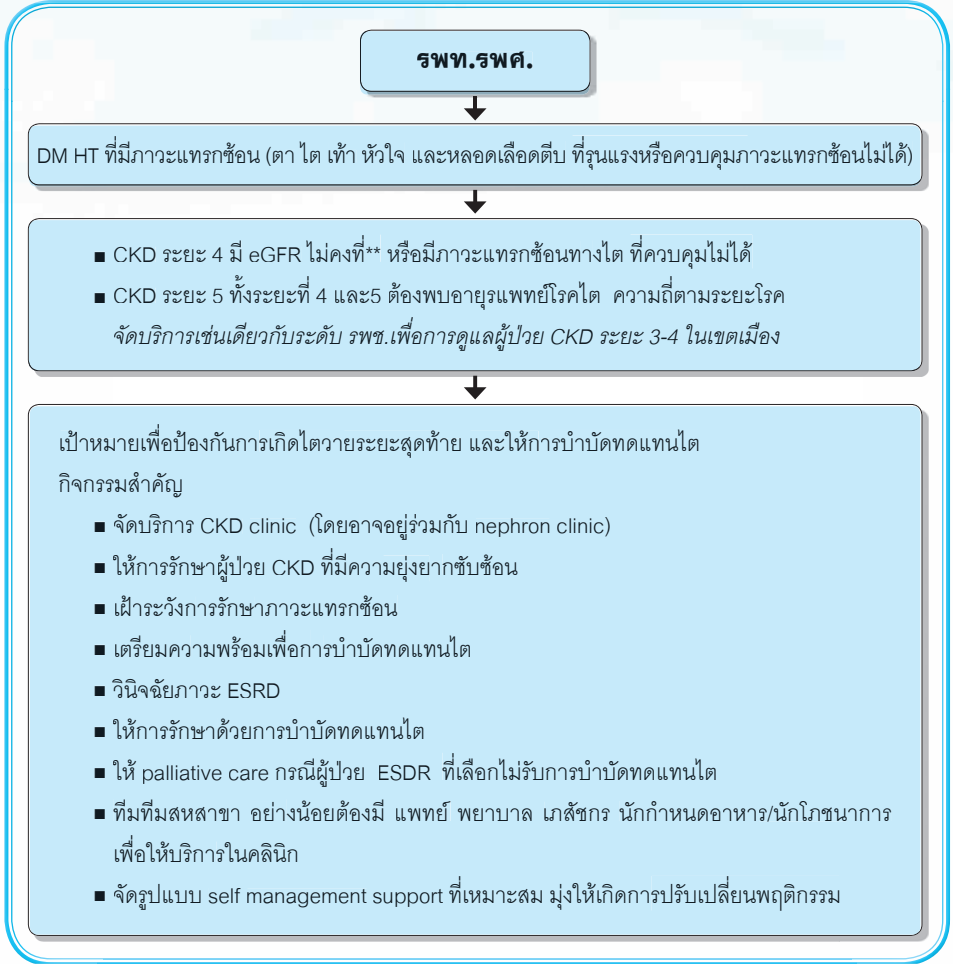 รพท.รพศ.
DM HT ที่มีภาวะแทรกซ้อน (ตา ไต เท้า หัวใจ และหลอดเลือดตีบ ที่รุนแรงหรือควบคุมภาวะแทรกซ้อนไม่ได้)
■ CKD ระยะ 4 มี eGFR ไม่คงที่** หรือมีภาวะแทรกซ้อนทางไต ที่ควบคุมไม่ได้
■ CKD ระยะ 5 ทั้งระยะที่ 4 และ5 ต้องพบอายุรแพทย์โรคไต ความถี่ตามระยะโรค
จัดบริการเช่นเดียวกับระดับ รพช.เพื่อการดูแลผู้ป่วย CKD ระยะ 3-4 ในเขตเมือง
เป้าหมายเพื่อป้องกันการเกิดไตวายระยะสุดท้าย และให้การบำบัดทดแทนไต
กิจกรรมสำคัญ
■ จัดบริการ CKD clinic (โดยอาจอยู่ร่วมกับ nephron clinic)
■ ให้การรักษาผู้ป่วย CKD ที่มีความยุ่งยากซับซ้อน
■ เฝ้าระวังการรักษาภาวะแทรกซ้อน
■ เตรียมความพร้อมเพื่อการบำบัดทดแทนไต
■ วินิจฉัยภาวะ ESRD
■ ให้การรักษาด้วยการบำบัดทดแทนไต
■ ให้ palliative care กรณีผู้ป่วย ESDR ที่เลือกไม่รับการบำบัดทดแทนไต
■ ทีมทีมสหสาขา อย่างน้อยต้องมี แพทย์ พยาบาล เภสัชกร นักกำหนดอาหาร/นักโภชนาการ
เพื่อให้บริการในคลินิก
■ จัดรูปแบบ self management support ที่เหมาะสม มุ่งให้เกิดการปรับเปลี่ยนพฤติกรรม